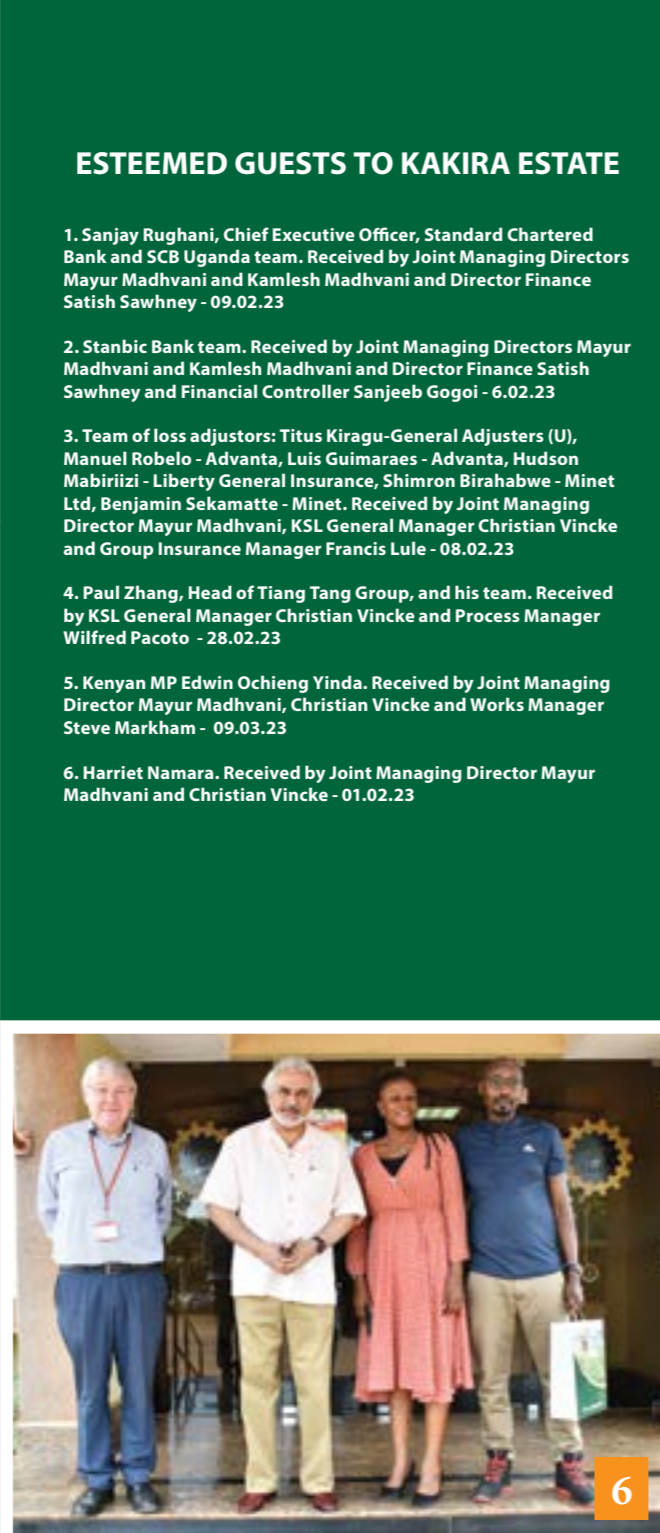 ESTEEMED GUESTS TO KAKIRA ESTATE
1. Sanjay Rughani, Chief Executive Officer, Standard Chartered
Bank and SCB Uganda team. Received by Joint Managing Directors
Mayur Madhvani and Kamlesh Madhvani and Director Finance
Satish Sawhney - 09.02.23
2. Stanbic Bank team. Received by Joint Managing Directors Mayur
Madhvani and Kamlesh Madhvani and Director Finance Satish
Sawhney and Financial Controller Sanjeeb Gogoi - 6.02.23
3. Team of loss adjustors: Titus Kiragu-General Adjusters (U),
Manuel Robelo - Advanta, Luis Guimaraes - Advanta, Hudson
Mabiriizi - Liberty General Insurance, Shimron Birahabwe - Minet
Ltd, Benjamin Sekamatte - Minet. Received by Joint Managing
Director Mayur Madhvani, KSL General Manager Christian Vincke
and Group Insurance Manager Francis Lule - 08.02.23
4. Paul Zhang, Head of Tiang Tang Group, and his team. Received
by KSL General Manager Christian Vincke and Process Manager
Wilfred Pacoto - 28.02.23
5. Kenyan MP Edwin Ochieng Yinda. Received by Joint Managing
Director Mayur Madhvani, Christian Vincke and Works Manager
Steve Markham - 09.03.23
6. Harriet Namara. Received by Joint Managing Director Mayur
Madhvani and Christian Vincke - 01.02.23
6